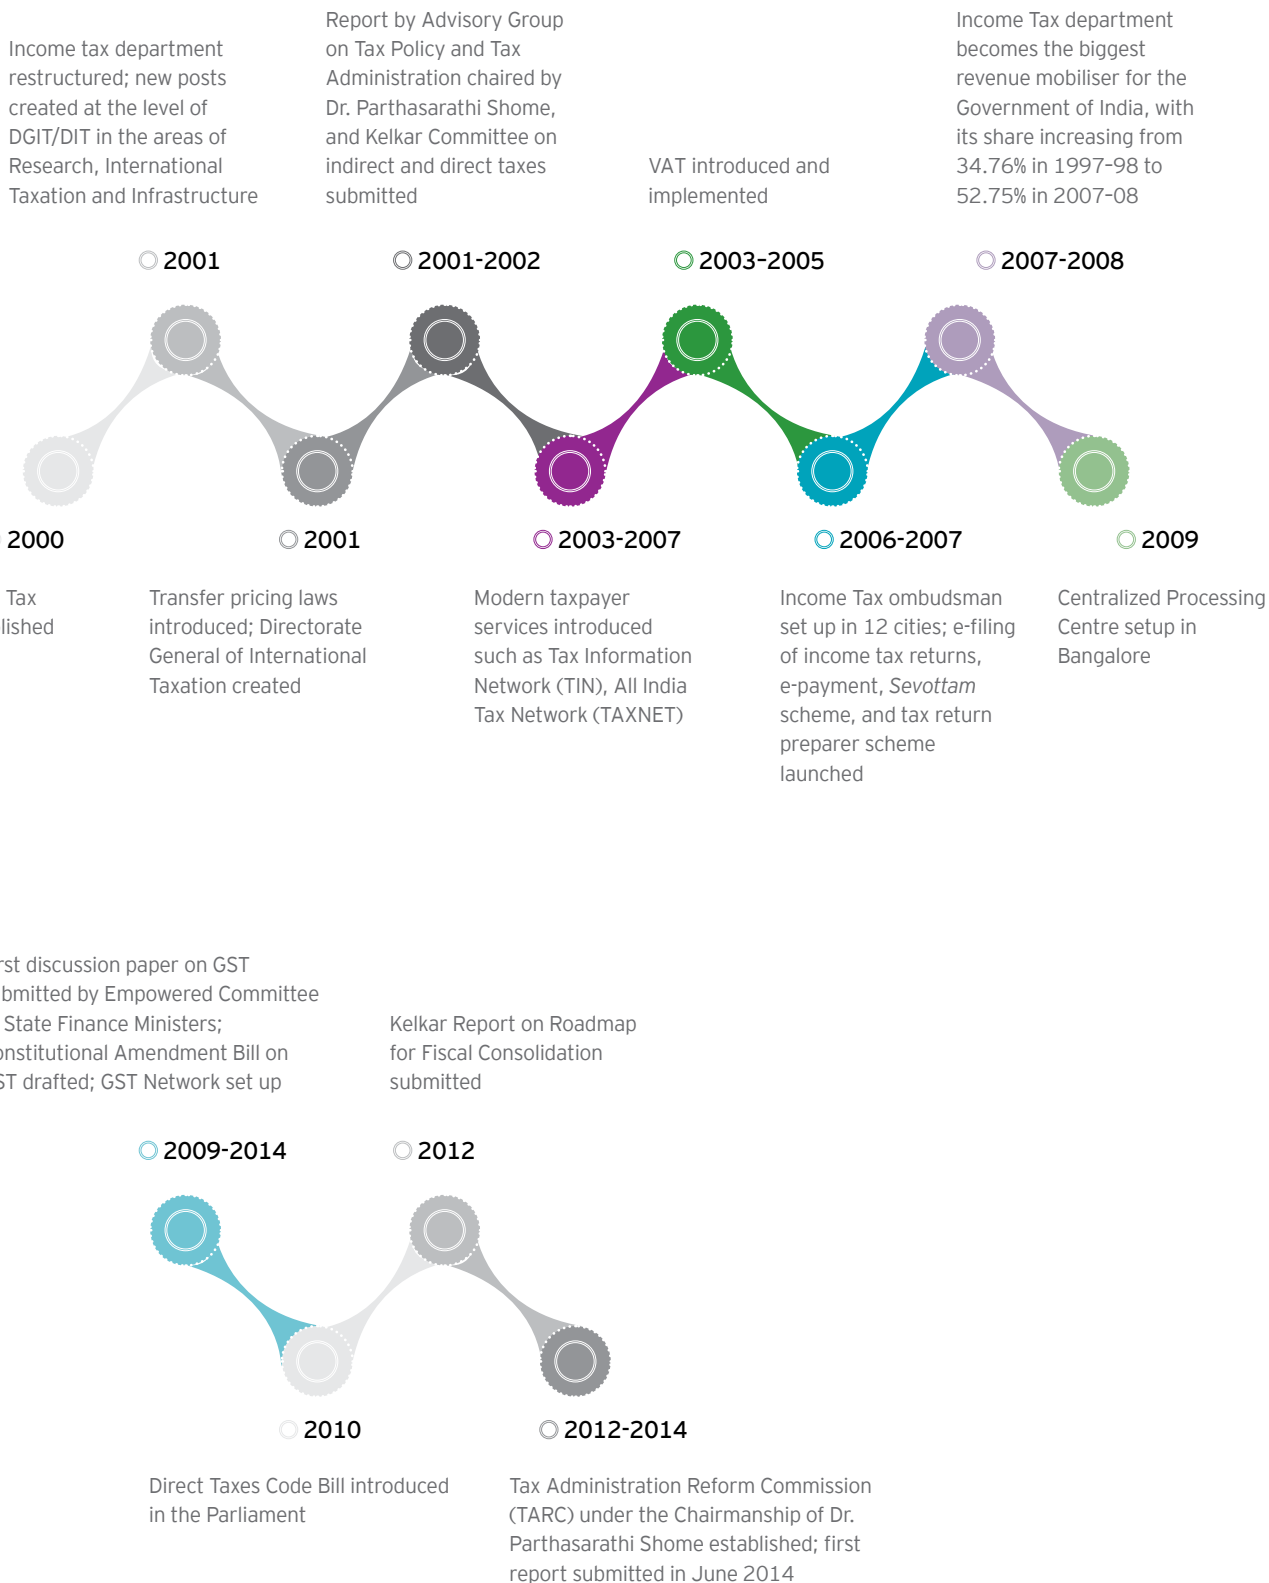 Income tax department
restructured; new posts
created at the level of
DGIT/DIT in the areas of
Research, International
Taxation and Infrastructure
2001
Report by Advisory Group
on Tax Policy and Tax
Administration chaired by
Dr. Parthasarathi Shome,
and Kelkar Committee on
indirect and direct taxes
submitted
2001-2002
VAT introduced and
implemented
2003–2005
Income Tax department
becomes the biggest
revenue mobiliser for the
Government of India, with
its share increasing from
34.76% in 1997–98 to
52.75% in 2007–08
2007-2008
2000
Tax
2001
Transfer pricing laws
introduced; Directorate
General of International
Taxation created
2003-2007
Modern taxpayer
services introduced
such as Tax Information
Network (TIN), All India
Tax Network (TAXNET)
2006-2007
Income Tax ombudsman
set up in 12 cities; e-filing
of income tax returns,
e-payment, Sevottam
scheme, and tax return
preparer scheme
launched
2009
Centralized Processing
Centre setup in
Bangalore
discussion paper on GST
by Empowered Committee
State Finance Ministers;
Amendment Bill on
drafted; GST Network set up
2009-2014
Kelkar Report on Roadmap
for Fiscal Consolidation
submitted
2012
2010
Direct Taxes Code Bill introduced
in the Parliament
2012-2014
Tax Administration Reform Commission
(TARC) under the Chairmanship of Dr.
Parthasarathi Shome established; first
report submitted in June 2014